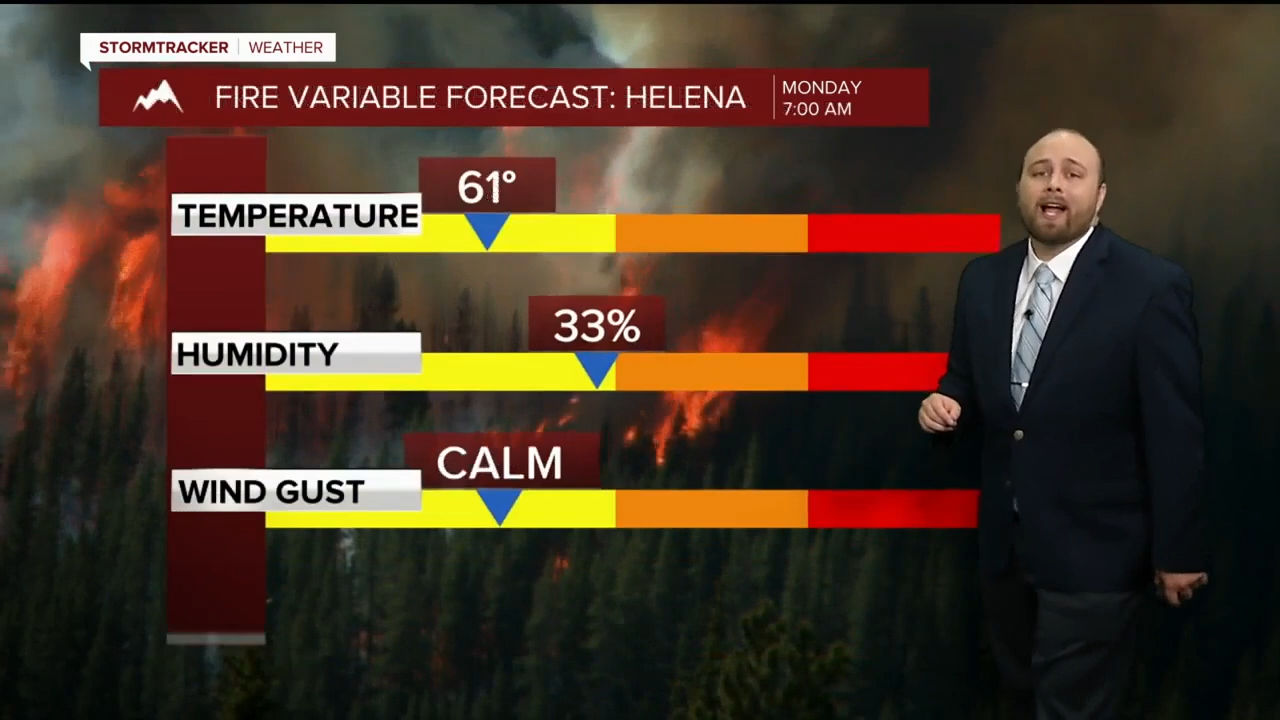 STORMTRACKER WEATHER
FIRE VARIABLE FORECAST: HELENA
MONDAY
7:00 AM
61°
TEMPERATURE
33%
HUMIDITY
CALM
WIND GUST